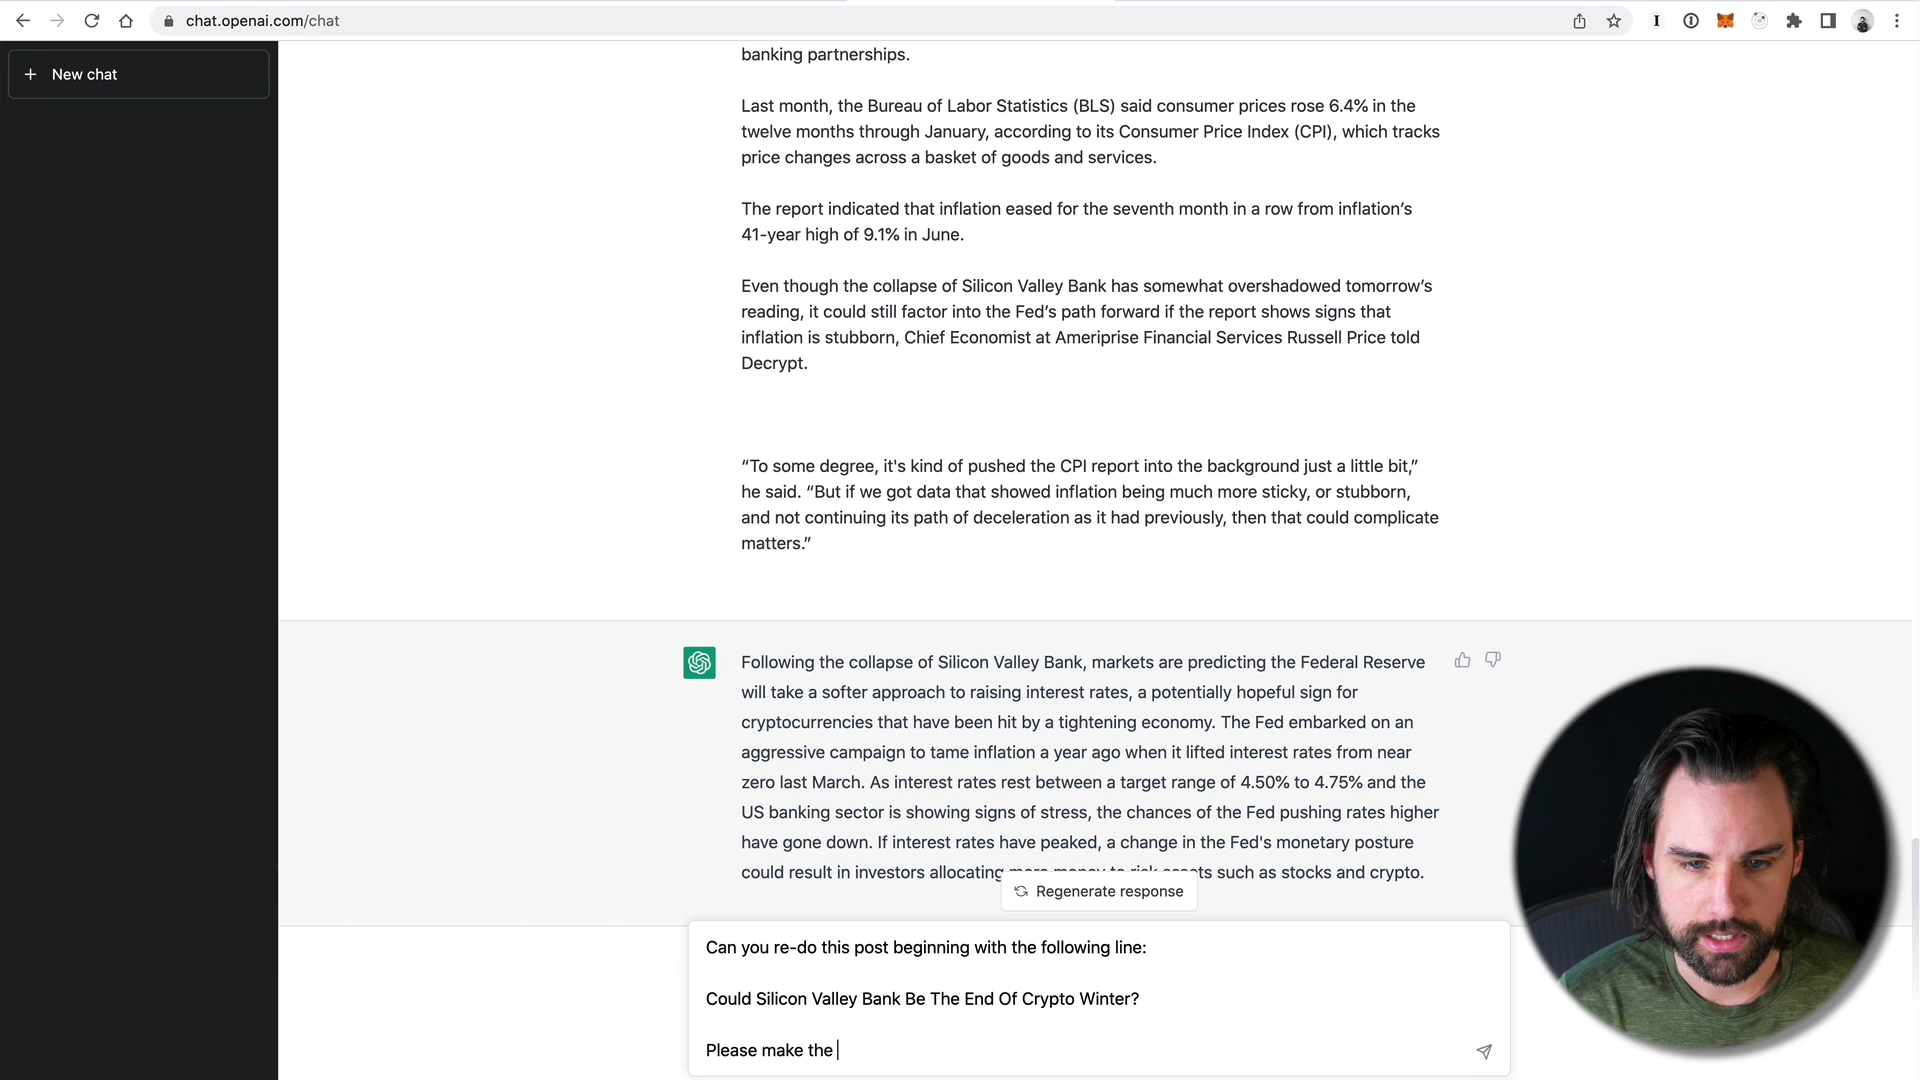 chat.openai.com/chat
New chat
banking partnerships.
Last month, the Bureau of Labor Statistics (BLS) said consumer prices rose 6.4% in the
twelve months through January, according to its Consumer Price Index (CPI), which tracks
price changes across a basket of goods and services.
The report indicated that inflation eased for the seventh month in a row from inflation’s
41-year high of 9.1% in June.
Even though the collapse of Silicon Valley Bank has somewhat overshadowed tomorrow’s
reading, it could still factor into the Fed’s path forward if the report shows signs that
inflation is stubborn, Chief Economist at Ameriprise Financial Services Russell Price told
Decrypt.
“To some degree, it's kind of pushed the CPI report into the background just a little bit,”
he said. “But if we got data that showed inflation being much more sticky, or stubborn,
and not continuing its path of deceleration as it had previously, then that could complicate
matters.”
Following the collapse of Silicon Valley Bank, markets are predicting the Federal Reserve
will take a softer approach to raising interest rates, a potentially hopeful sign for
cryptocurrencies that have been hit by a tightening economy. The Fed embarked on an
aggressive campaign to tame inflation a year ago when it lifted interest rates from near
zero last March. As interest rates rest between a target range of 4.50% to 4.75% and the
US banking sector is showing signs of stress, the chances of the Fed pushing rates higher
have gone down. If interest rates have peaked, a change in the Fed's monetary posture
could result in investors allocating more money to risk assets such as stocks and crypto.
Regenerate response
Can you re-do this post beginning with the following line:
Could Silicon Valley Bank Be The End Of Crypto Winter?
Please make the